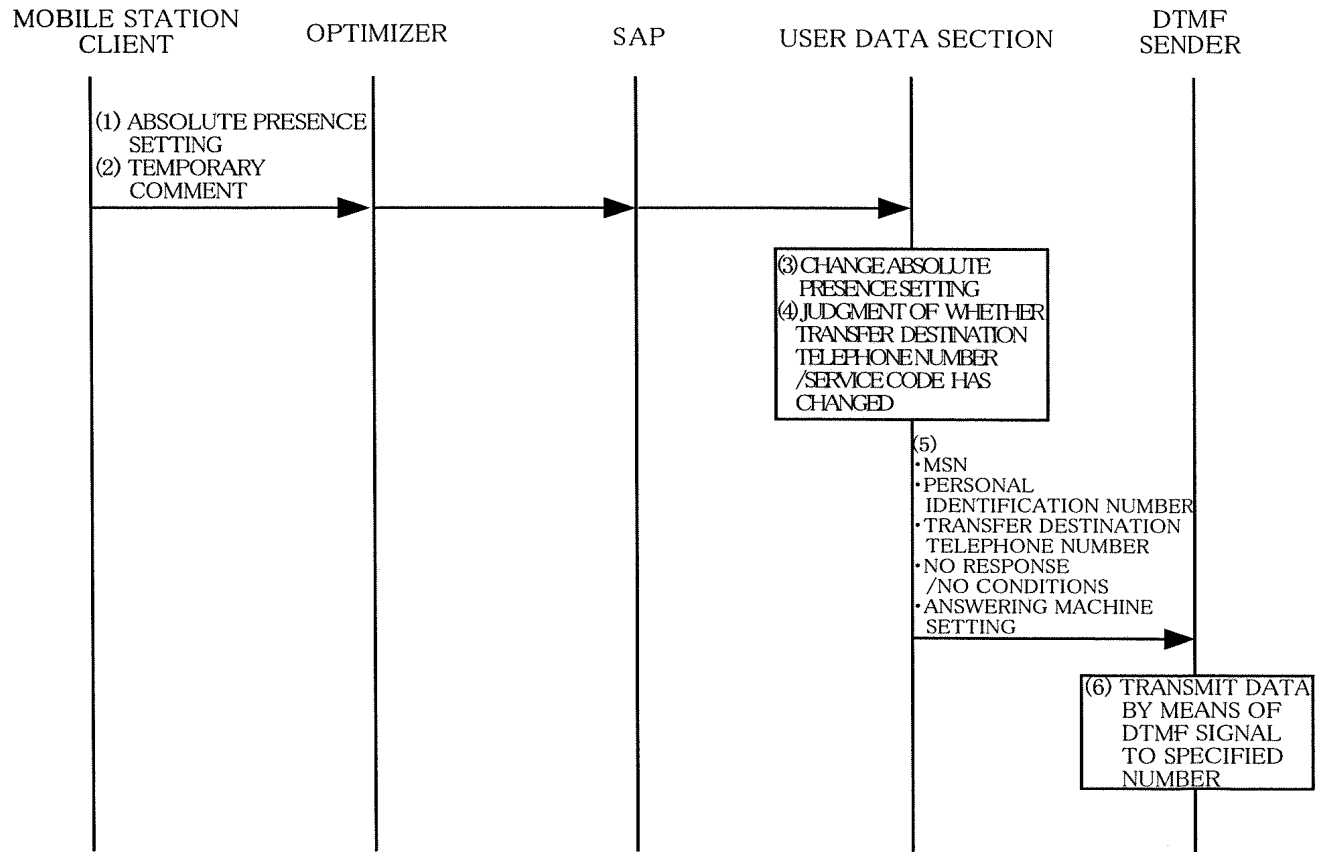 MOBILE STATION
CLIENT
OPTIMIZER
SAP
USER DATA SECTION
DTMF
SENDER
(1) ABSOLUTE PRESENCE
SETTING
(2) TEMPORARY
COMMENT
(3) CHANGE ABSOLUTE
PRESENCE SETTING
(4) JUDGMENT OF WHETHER
TRANSFER DESTINATION
TELEPHONE NUMBER
/SERVICE CODE HAS
CHANGED
(5)
・MSN
・PERSONAL
IDENTIFICATION NUMBER
・TRANSFER DESTINATION
TELEPHONE NUMBER
・NO RESPONSE
/NO CONDITIONS
・ANSWERING MACHINE
SETTING
(6) TRANSMIT DATA
BY MEANS OF
DTMF SIGNAL
TO SPECIFIED
NUMBER